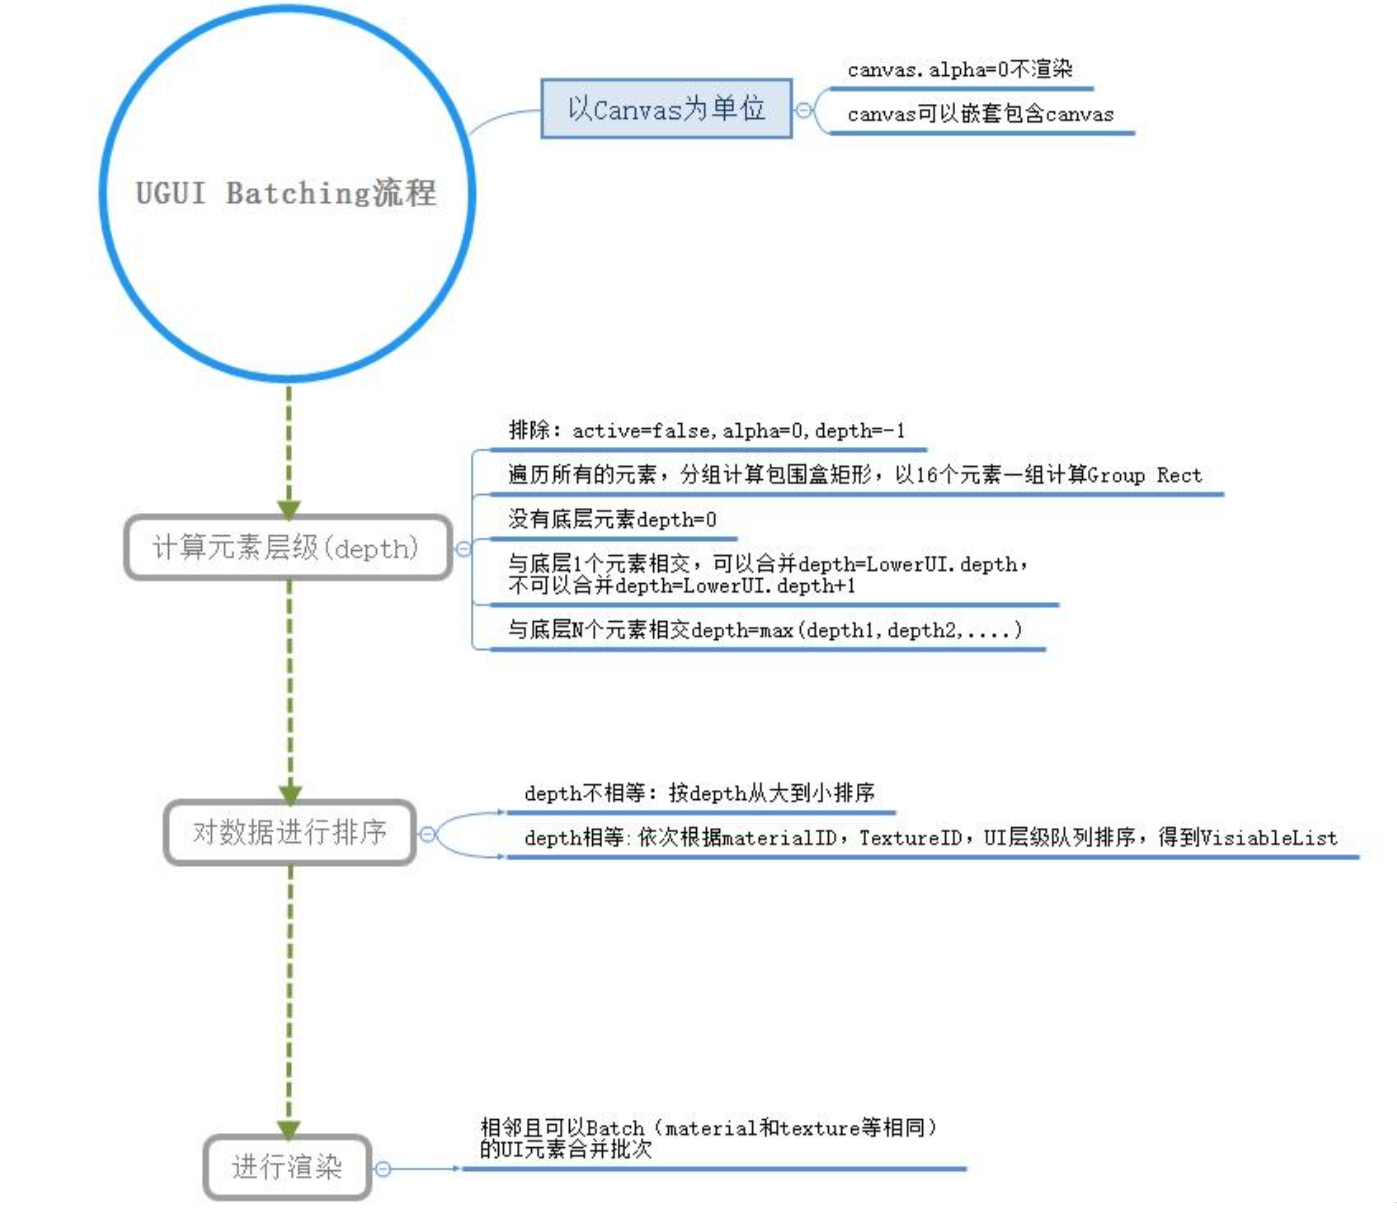 UGUI Batching流程
以Canvas为单位
canvas.alpha=0不渲染
canvas可以嵌套包含canvas
计算元素层级(depth)
排除：active=false,alpha=0,depth=-1
遍历所有的元素，分组计算包围盒矩形，以16个元素一组计算Group Rect
没有底层元素depth=0
与底层1个元素相交，可以合并depth=LowerUI.depth，
不可以合并depth=LowerUI.depth+1
与底层N个元素相交depth=max(depth1,depth2,....)
对数据进行排序
depth不相等：按depth从大到小排序
depth相等:依次根据materialID，TextureID，UI层级队列排序，得到VisiableList
进行渲染
相邻且可以Batch（material和texture等相同）
的UI元素合并批次